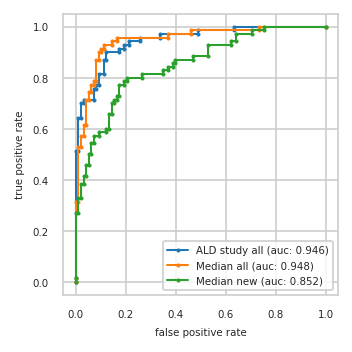 1.0
0.8
0.6
0.4
0.2
0.0
true positive rate
ALD study all (auc: 0.946)
Median all (auc: 0.948)
Median new (auc: 0.852)
0.0 0.2 0.4 0.6 0.8 1.0
false positive rate